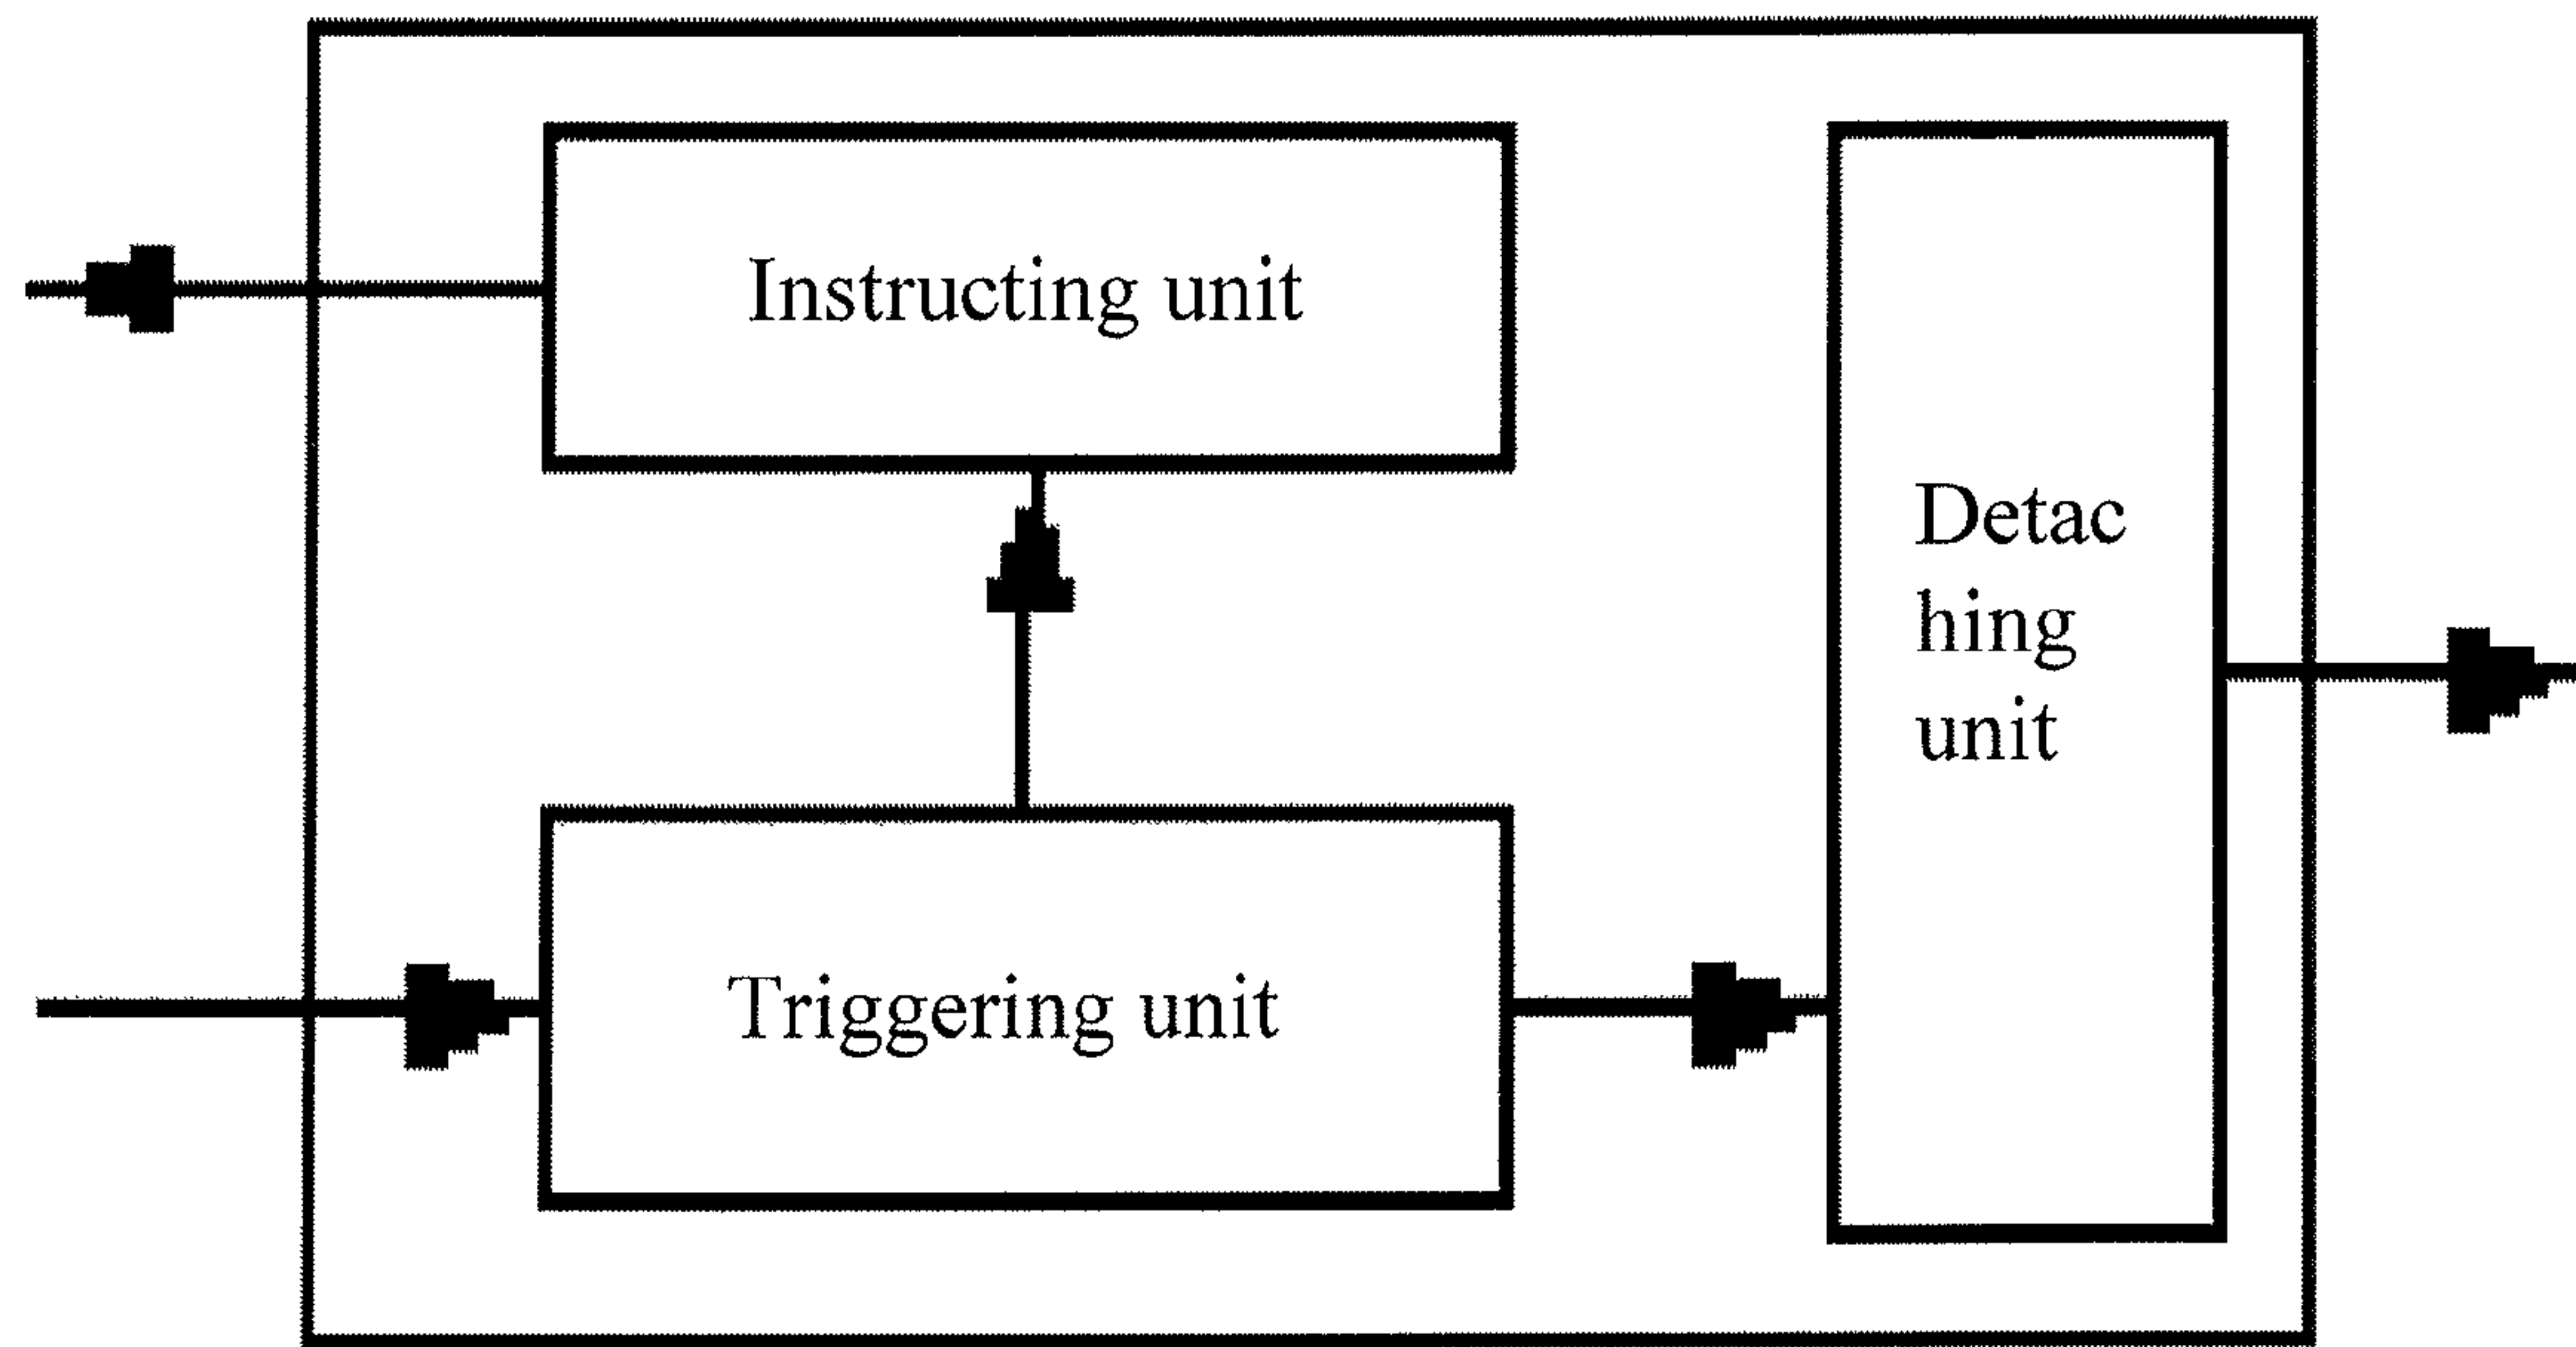 Instructing unit
Detac
hing
unit
Triggering unit